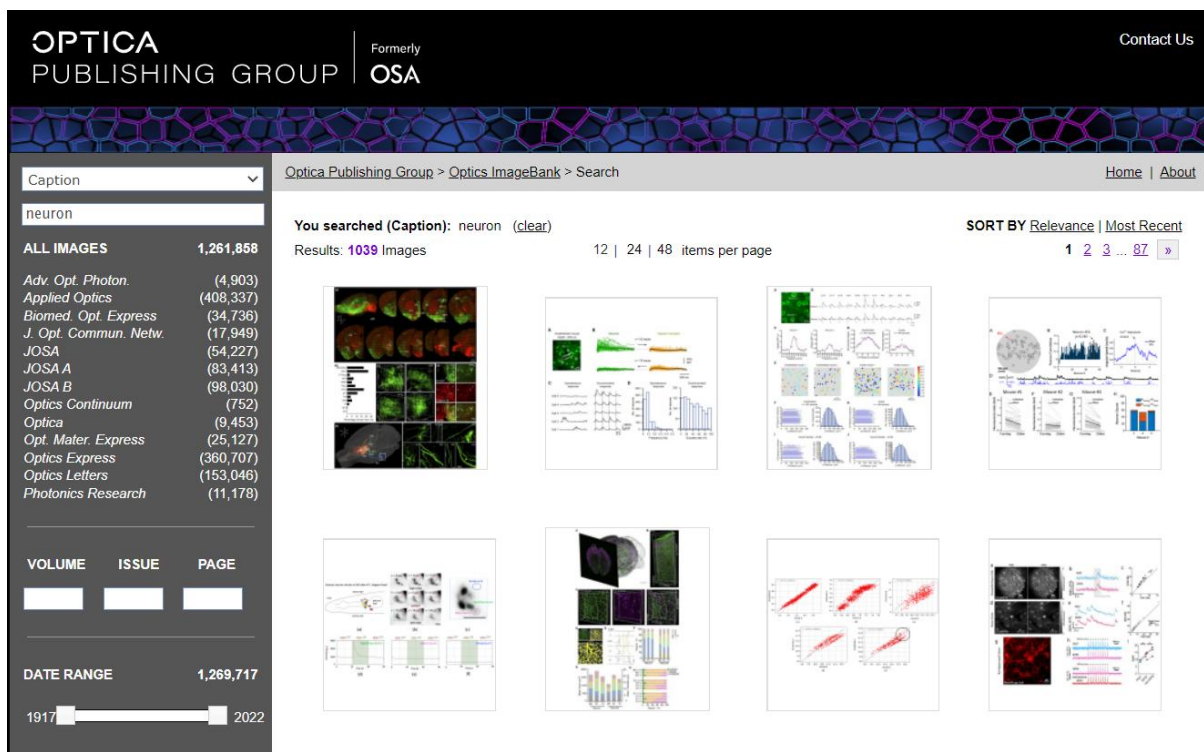 OPTICA
PUBLISHING GROUP
Formerly
OSA
Contact Us
Caption
neuron
ALL IMAGES 1,261,858
Adv. Opt. Photon. (4,903)
Applied Optics (408,337)
Biomed. Opt. Express (34,736)
J. Opt. Commun. Netw. (17,949)
JOSA (54,227)
JOSA A (83,413)
JOSA B (98,030)
Optics Continuum (752)
Optica (9,453)
Opt. Mater. Express (25,127)
Optics Express (360,707)
Optics Letters (153,046)
Photonics Research (11,178)
VOLUME ISSUE PAGE
DATE RANGE 1,269,717
1917 2022
Optica Publishing Group > Optics ImageBank > Search
Home | About
You searched (Caption): neuron (clear)
SORT BY Relevance | Most Recent
Results: 1039 Images
12 | 24 | 48 items per page
1 2 3 ... 87 »